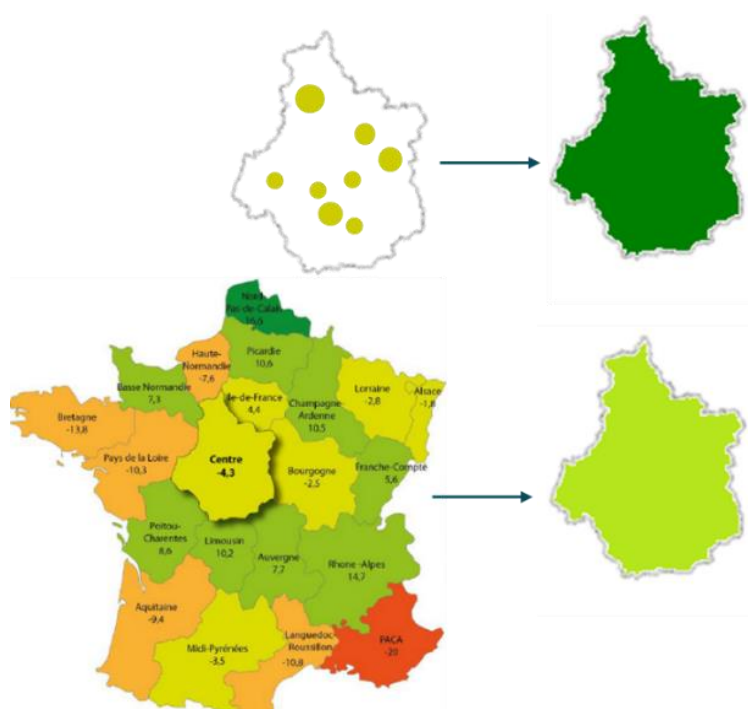 Nord
Pas-de-Calais
16,6
Haute-
Normandie
-7,6
Picardie
10,6
Basse Normandie
7,3
Ile-de-France
4,4
Champagne-
Ardenne
10,5
Lorraine
-2,8
Alsace
-1,8
Bretagne
-13,8
Pays de la Loire
-10,3
Centre
-4,3
Bourgogne
-2,5
Franche-Compte
5,6
Poitou-
Charentes
8,6
Limousin
10,2
Auvergne
7,7
Rhone -Alpes
14,7
Aquitaine
-9,4
Midi-Pyrénées
-3,5
Languedoc-
Roussillon
-10,8
PACA
-20